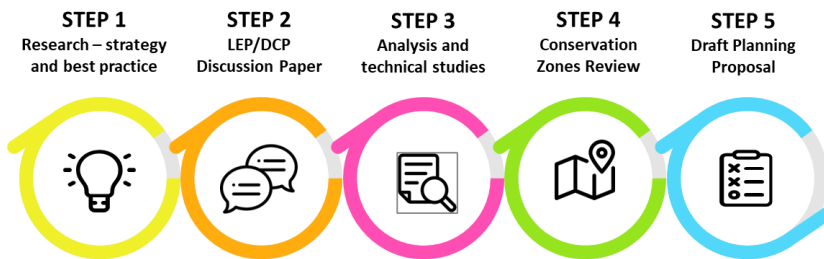 STEP 1
Research – strategy
and best practice
STEP 2
LEP/DCP
Discussion Paper
STEP 3
Analysis and
technical studies
STEP 4
Conservation
Zones Review
STEP 5
Draft Planning
Proposal